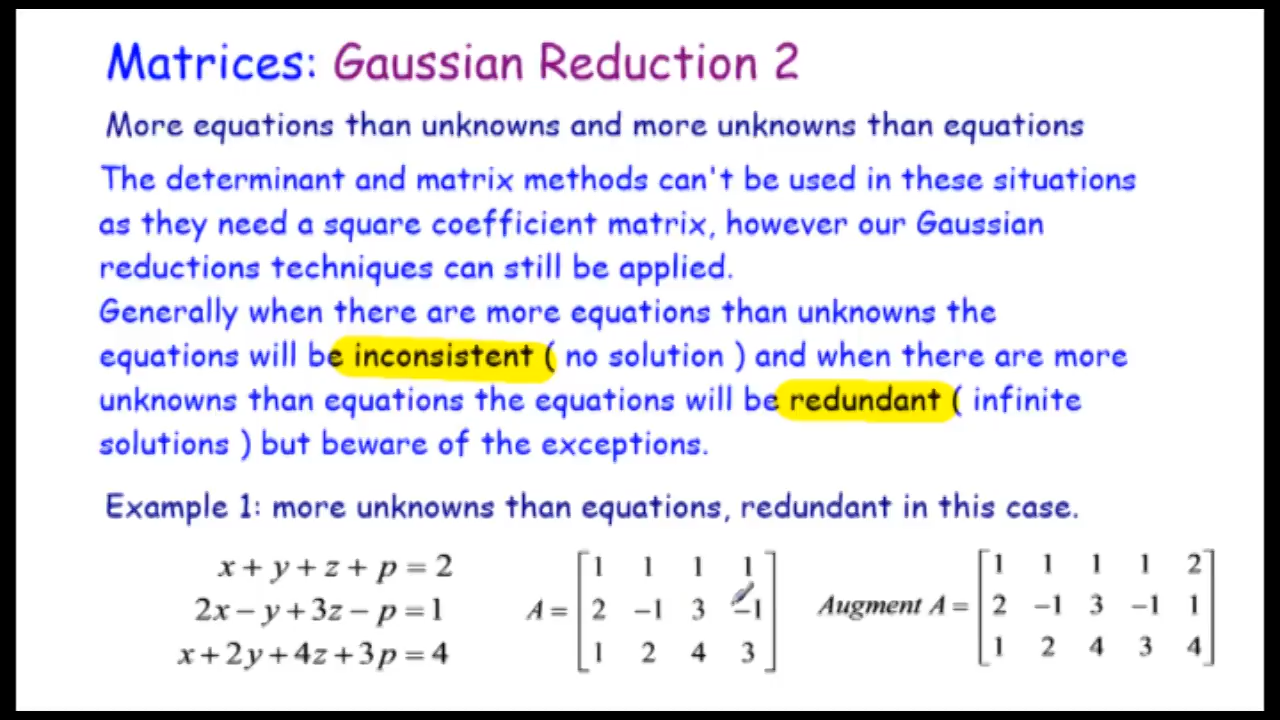 Matrices: Gaussian Reduction 2
More equations than unknowns and more unknowns than equations
The determinant and matrix methods can't be used in these situations
as they need a square coefficient matrix, however our Gaussian
reductions techniques can still be applied.
Generally when there are more equations than unknowns the
equations will be inconsistent ( no solution ) and when there are more
unknowns than equations the equations will be redundant ( infinite
solutions ) but beware of the exceptions.
Example 1: more unknowns than equations, redundant in this case.
x + y + z + p = 2
2x − y + 3z − p = 1
x + 2y + 4z + 3p = 4
1 1 1 1
A = 2 −1 3 −1
1 2 4 3
1 1 1 1 2
Augment A = 2 −1 3 −1 1
1 2 4 3 4